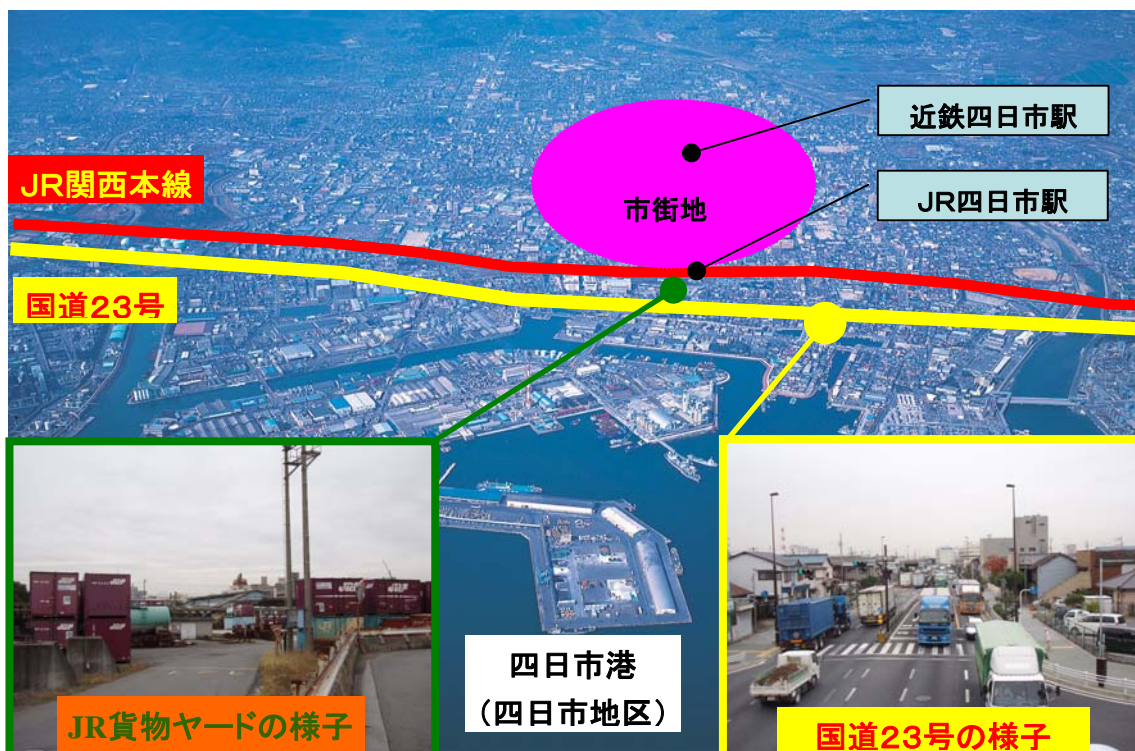 近鉄四日市駅
JR関西本線
JR四日市駅
市街地
国道23号
四日市港
(四日市地区)
JR貨物ヤードの様子
国道23号の様子